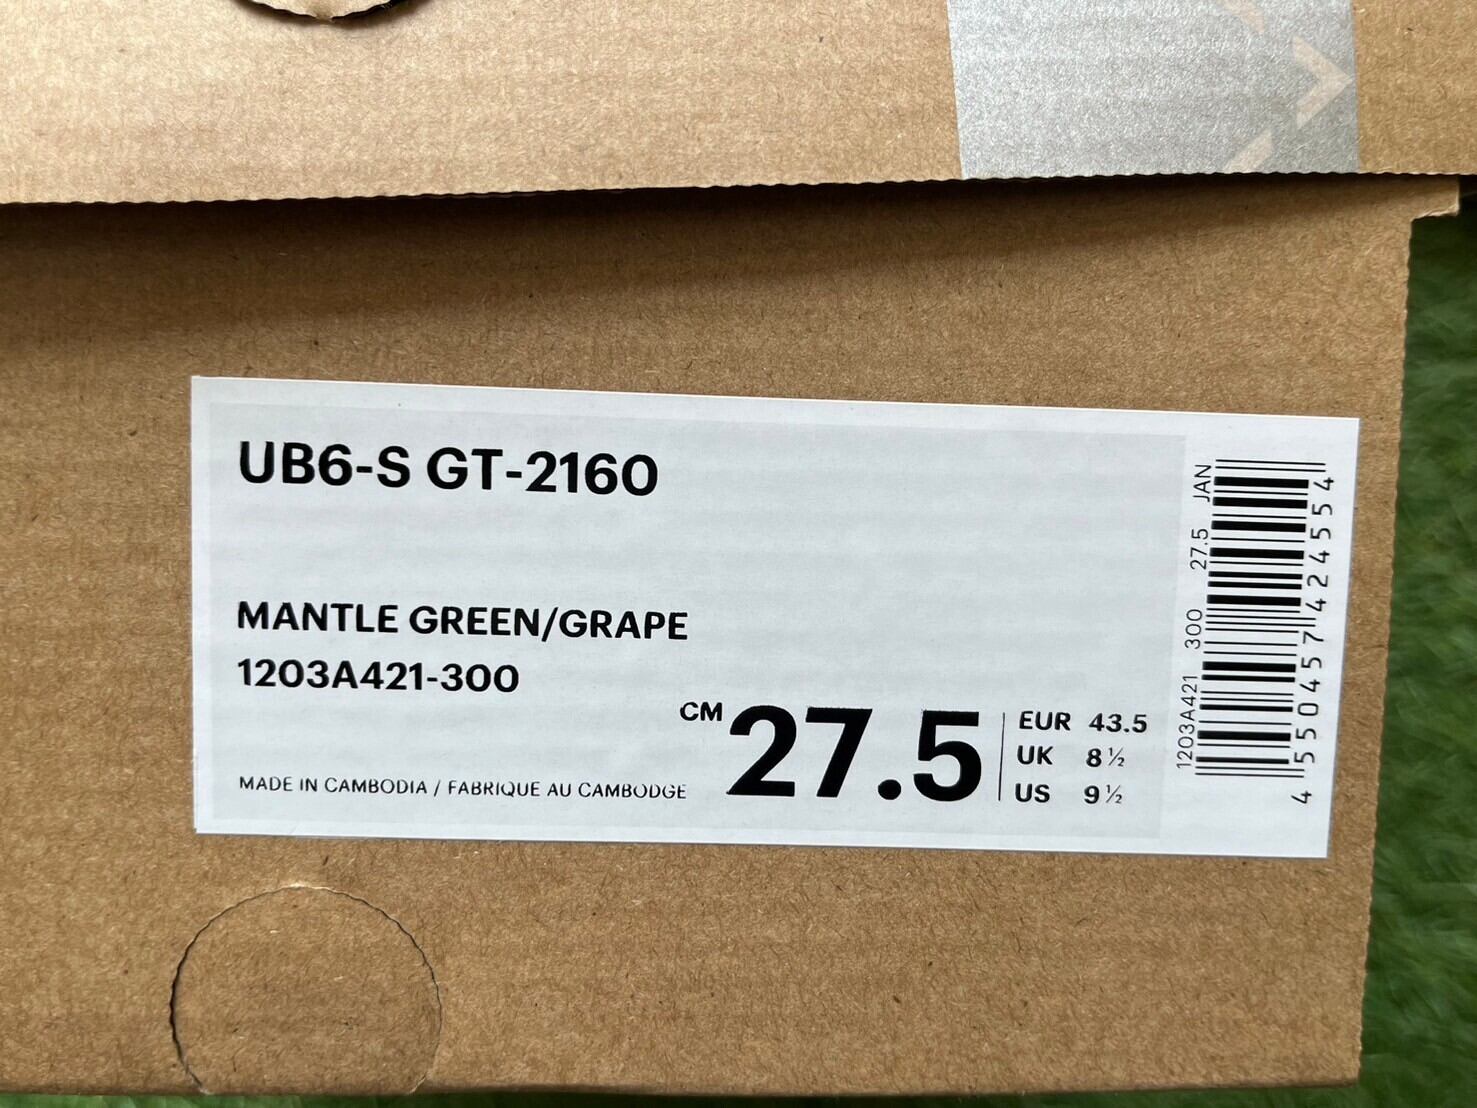 UB6-S GT-2160
MANTLE GREEN/GRAPE
1203A421-300
MADE IN CAMBODIA / FABRIQUE AU CAMBODGE
CM 27.5
EUR 43.5
UK 8½
US 9½
1203A421 300 27.5 JAN
4550457424554